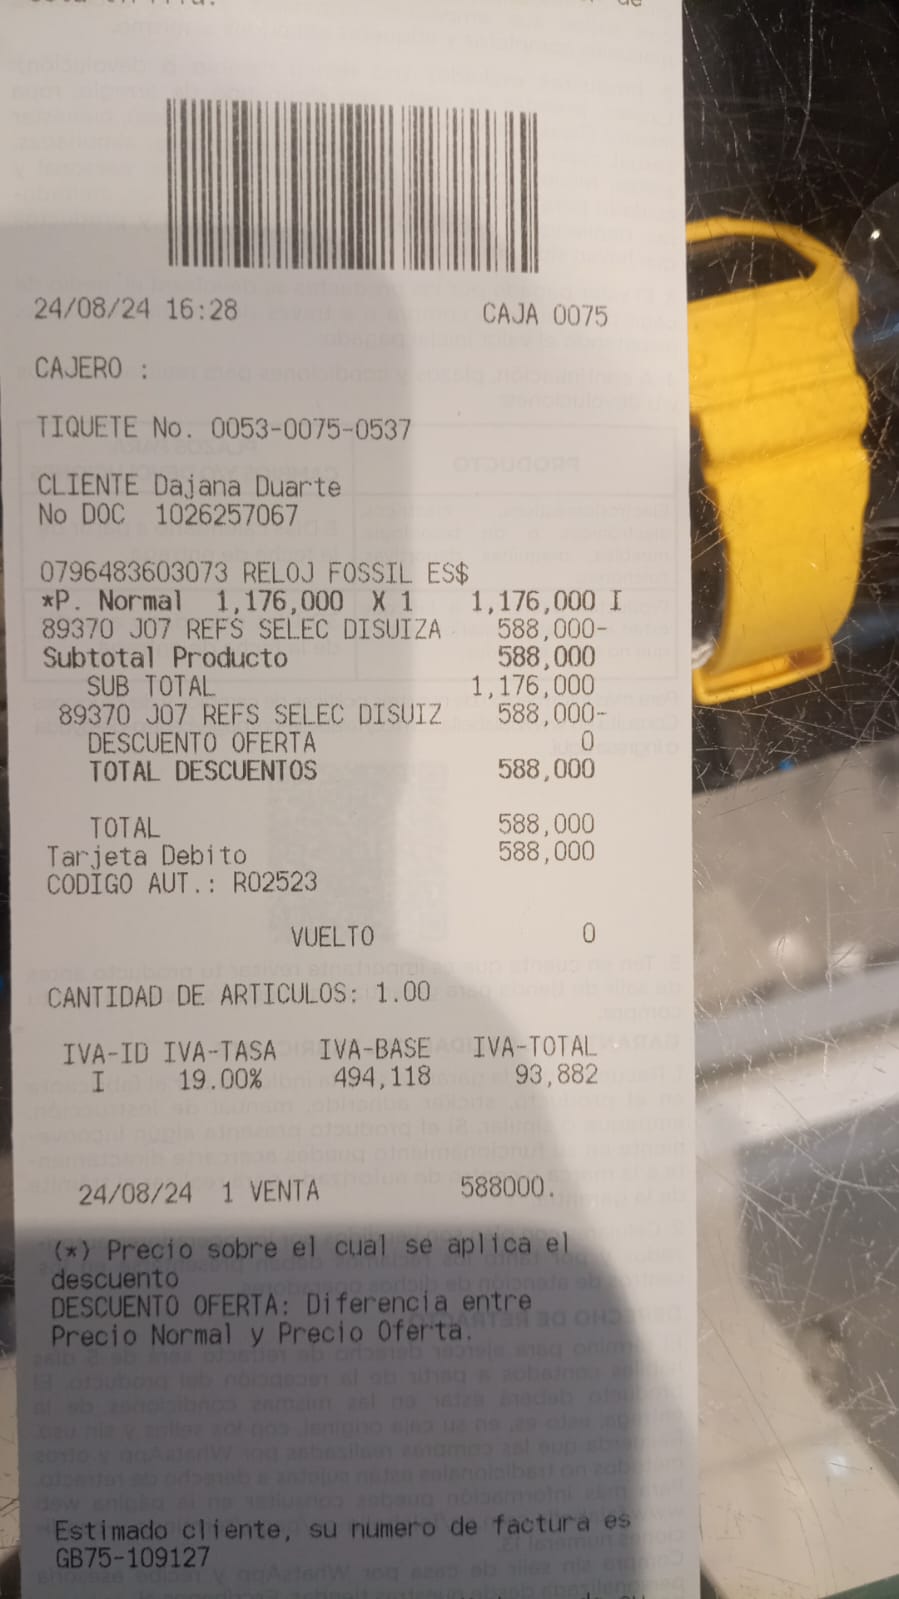 24/08/24 16:28 CAJA 0075
CAJERO :
TIQUETE No. 0053-0075-0537
CLIENTE Dajana Duarte
No DOC 1026257067
0796483603073 RELOJ FOSSIL ES$
*P. Normal 1,176,000 X 1 1,176,000 I
89370 J07 REFS SELEC DISUIZA 588,000-
Subtotal Producto 588,000
SUB TOTAL 1,176,000
89370 J07 REFS SELEC DISUIZ 588,000-
DESCUENTO OFERTA 0
TOTAL DESCUENTOS 588,000
TOTAL 588,000
Tarjeta Debito 588,000
CODIGO AUT.: R02523
VUELTO 0
CANTIDAD DE ARTICULOS: 1.00
IVA-ID IVA-TASA IVA-BASE IVA-TOTAL
I 19.00% 494,118 93,882
24/08/24 1 VENTA 588000.
(*) Precio sobre el cual se aplica el
descuento
DESCUENTO OFERTA: Diferencia entre
Precio Normal y Precio Oferta.
Estimado cliente, su numero de factura es
GB75-109127